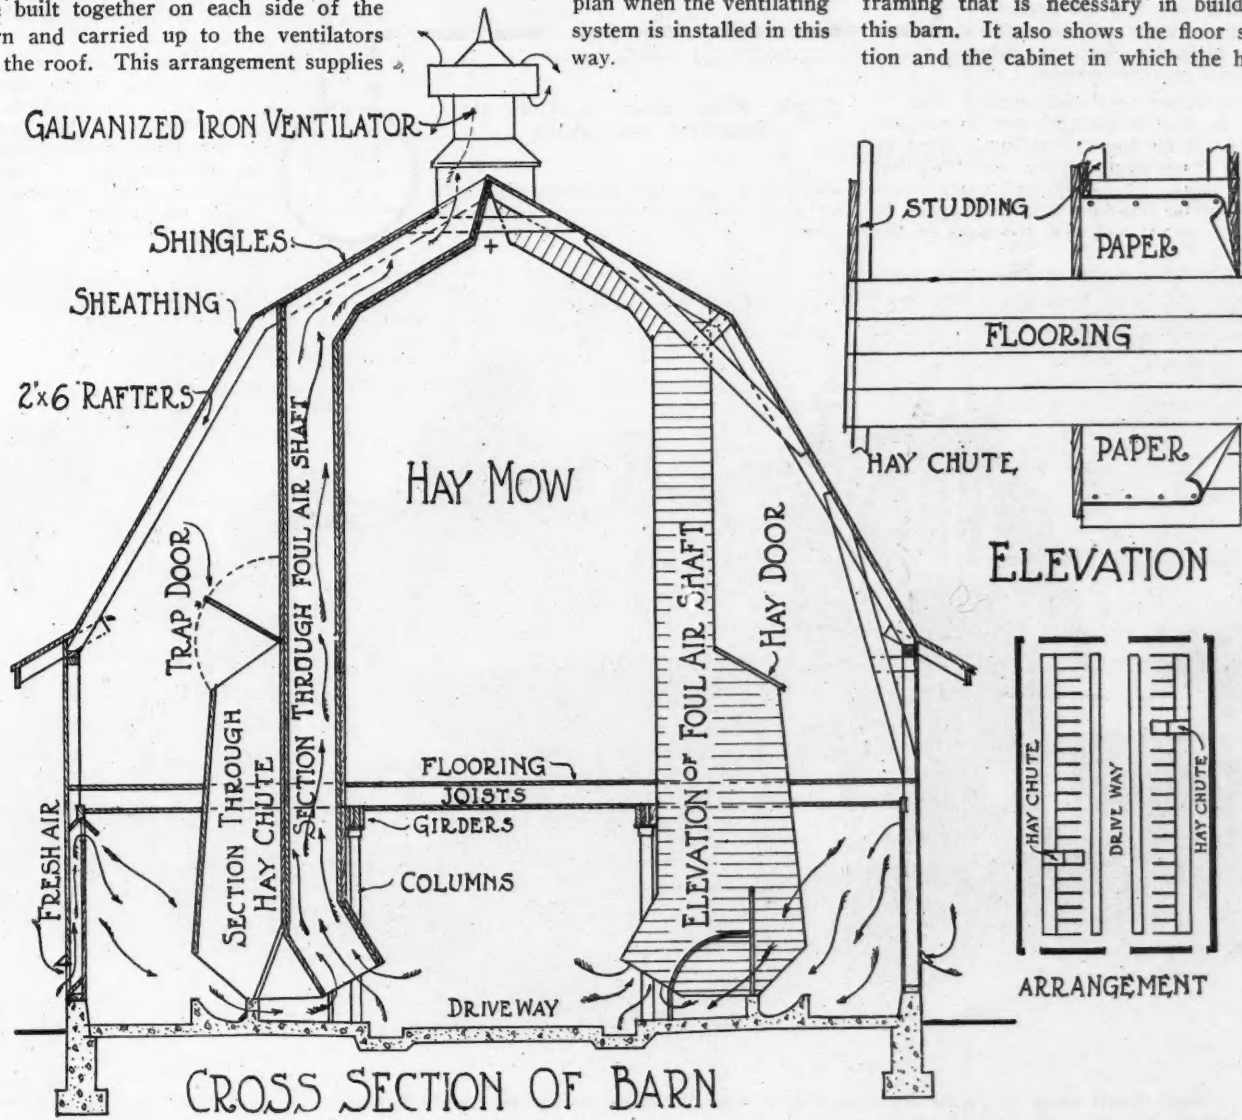 built together on each side of the
and carried up to the ventilators
the roof. This arrangement supplies
plan when the ventilating
system is installed in this
way.
framing that is necessary in build
this barn. It also shows the floor s
tion and the cabinet in which the h
GALVANIZED IRON VENTILATOR
SHINGLES
SHEATHING
2"x6" RAFTERS
TRAP DOOR
SECTION THROUGH
HAY CHUTE
SECTION THROUGH FOUL AIR SHAFT
HAY MOW
ELEVATION OF FOUL AIR SHAFT
HAY DOOR
FLOORING
JOISTS
GIRDERS
COLUMNS
FRESH AIR
DRIVEWAY
CROSS SECTION OF BARN
STUDDING
PAPER
FLOORING
PAPER
HAY CHUTE
ELEVATION
HAY CHUTE
DRIVE WAY
HAY CHUTE
ARRANGEMENT